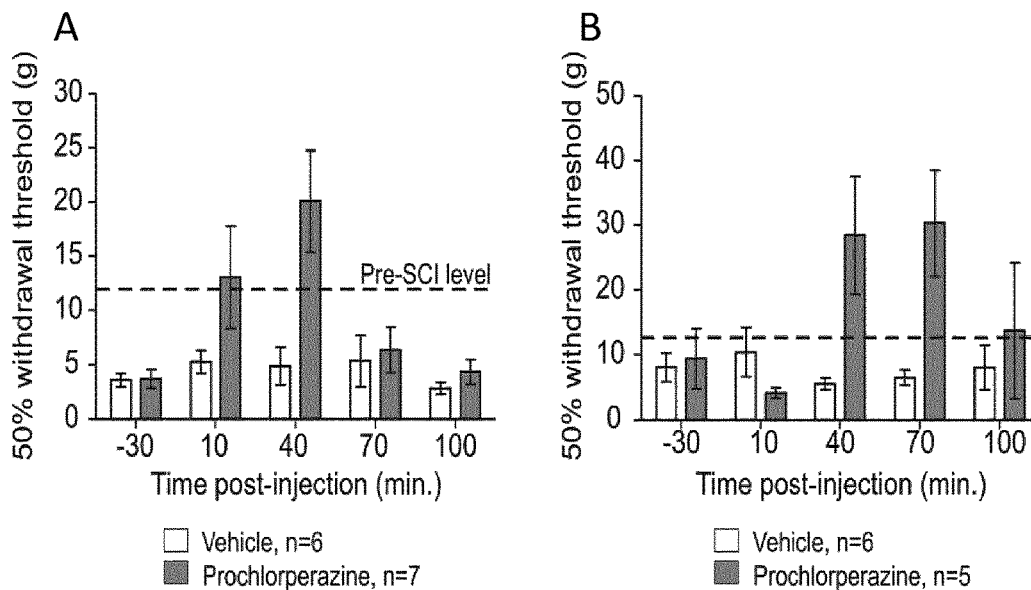 A
50% withdrawal threshold (g)
30
25
20
15
10
5
0
Pre-SCI level
-30 10 40 70 100
Time post-injection (min.)
Vehicle, n=6
Prochlorperazine, n=7
B
50% withdrawal threshold (g)
50
40
30
20
10
0
-30 10 40 70 100
Time post-injection (min.)
Vehicle, n=6
Prochlorperazine, n=5